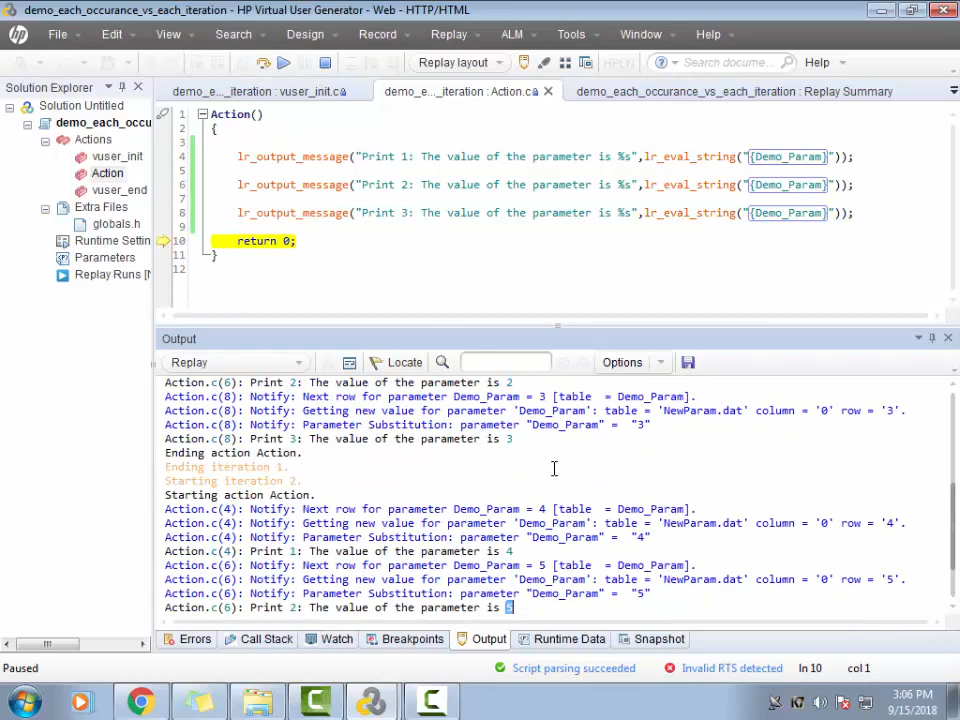 demo_each_occurance_vs_each_iteration - HP Virtual User Generator - Web - HTTP/HTML
hp File Edit View Search Design Record Replay ALM Tools Window Help
Replay layout HPLN Search docume... Help
Solution Explorer
demo_e..._iteration : vuser_init.c demo_e..._iteration : Action.c demo_each_occurance_vs_each_iteration : Replay Summary
Solution Untitled
demo_each_occu
Actions
vuser_init
Action
vuser_end
Extra Files
globals.h
Runtime Settin
Parameters
Replay Runs [N
1 Action()
2 {
3
4 lr_output_message("Print 1: The value of the parameter is %s",lr_eval_string("{Demo_Param}"));
5
6 lr_output_message("Print 2: The value of the parameter is %s",lr_eval_string("{Demo_Param}"));
7
8 lr_output_message("Print 3: The value of the parameter is %s",lr_eval_string("{Demo_Param}"));
9
10 return 0;
11 }
12
Output
Replay Locate Options
Action.c(6): Print 2: The value of the parameter is 2
Action.c(8): Notify: Next row for parameter Demo_Param = 3 [table  = Demo_Param].
Action.c(8): Notify: Getting new value for parameter 'Demo_Param': table = 'NewParam.dat' column = '0' row = '3'.
Action.c(8): Notify: Parameter Substitution: parameter "Demo_Param" =  "3"
Action.c(8): Print 3: The value of the parameter is 3
Ending action Action.
Ending iteration 1.
Starting iteration 2.
Starting action Action.
Action.c(4): Notify: Next row for parameter Demo_Param = 4 [table  = Demo_Param].
Action.c(4): Notify: Getting new value for parameter 'Demo_Param': table = 'NewParam.dat' column = '0' row = '4'.
Action.c(4): Notify: Parameter Substitution: parameter "Demo_Param" =  "4"
Action.c(4): Print 1: The value of the parameter is 4
Action.c(6): Notify: Next row for parameter Demo_Param = 5 [table  = Demo_Param].
Action.c(6): Notify: Getting new value for parameter 'Demo_Param': table = 'NewParam.dat' column = '0' row = '5'.
Action.c(6): Notify: Parameter Substitution: parameter "Demo_Param" =  "5"
Action.c(6): Print 2: The value of the parameter is 5
Errors Call Stack Watch Breakpoints Output Runtime Data Snapshot
Paused Script parsing succeeded Invalid RTS detected ln 10 col 1
3:06 PM
9/15/2018